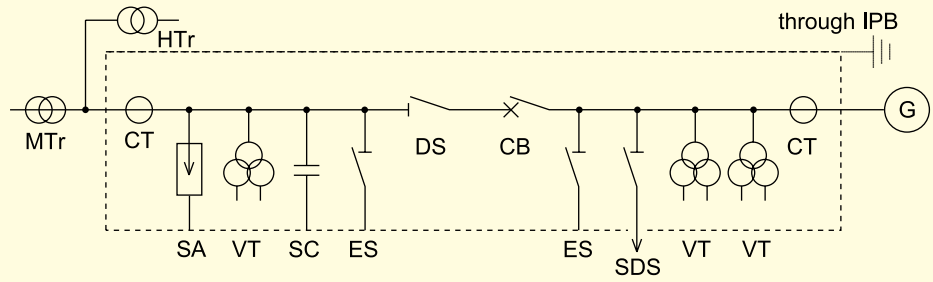 through IPB
HTr
G
MTr
CT
DS
CB
CT
SA
VT
SC
ES
ES
SDS
VT
VT